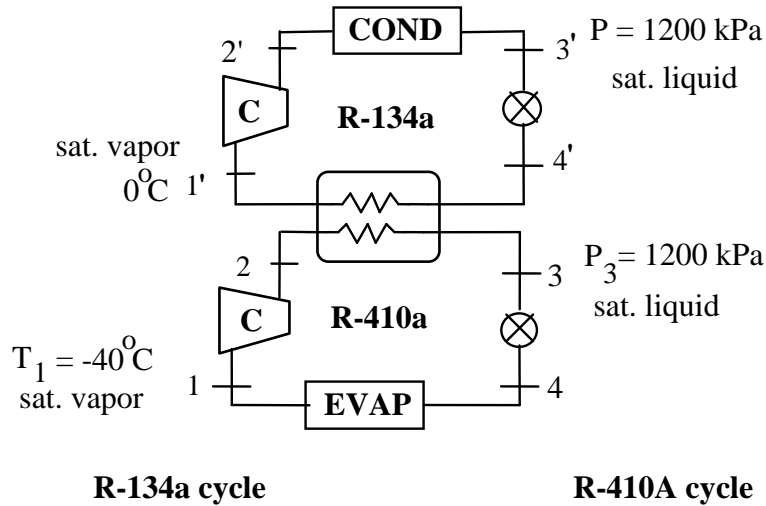 COND
2'
3'
P = 1200 kPa
sat. liquid
C
R-134a
sat. vapor
0°C
1'
4'
2
3
P3 = 1200 kPa
sat. liquid
C
R-410a
T1 = -40°C
sat. vapor
1
EVAP
4
R-134a cycle
R-410A cycle